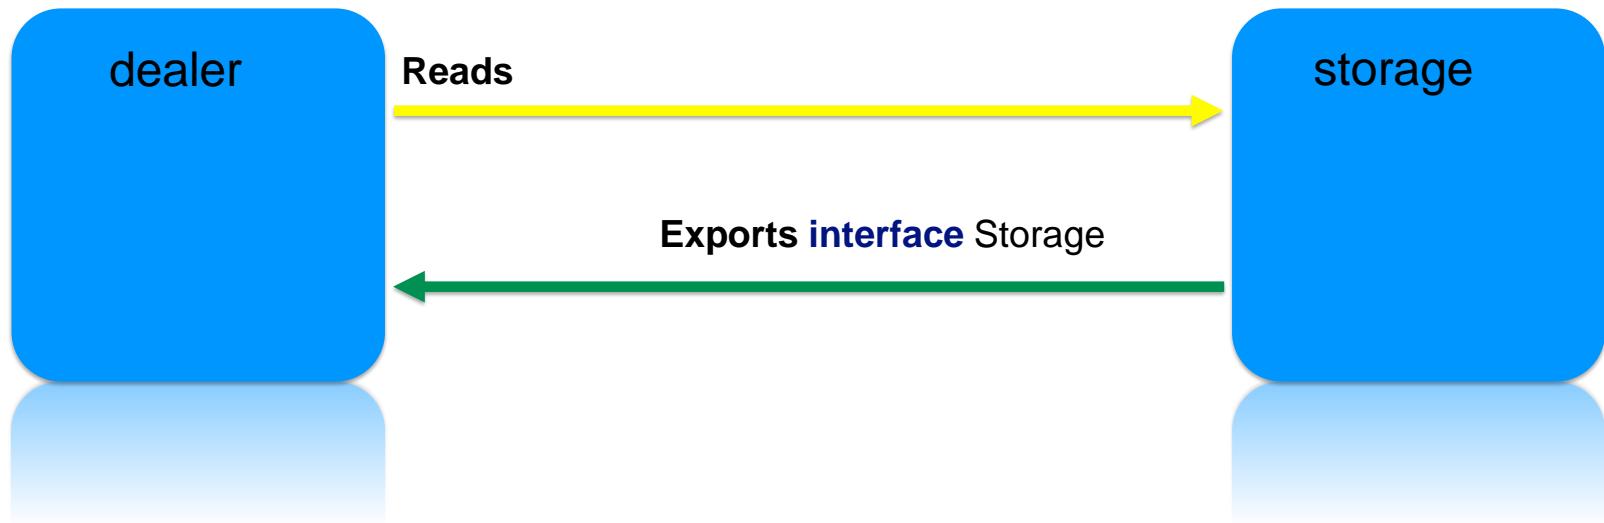 dealer
Reads
storage
Exports interface Storage